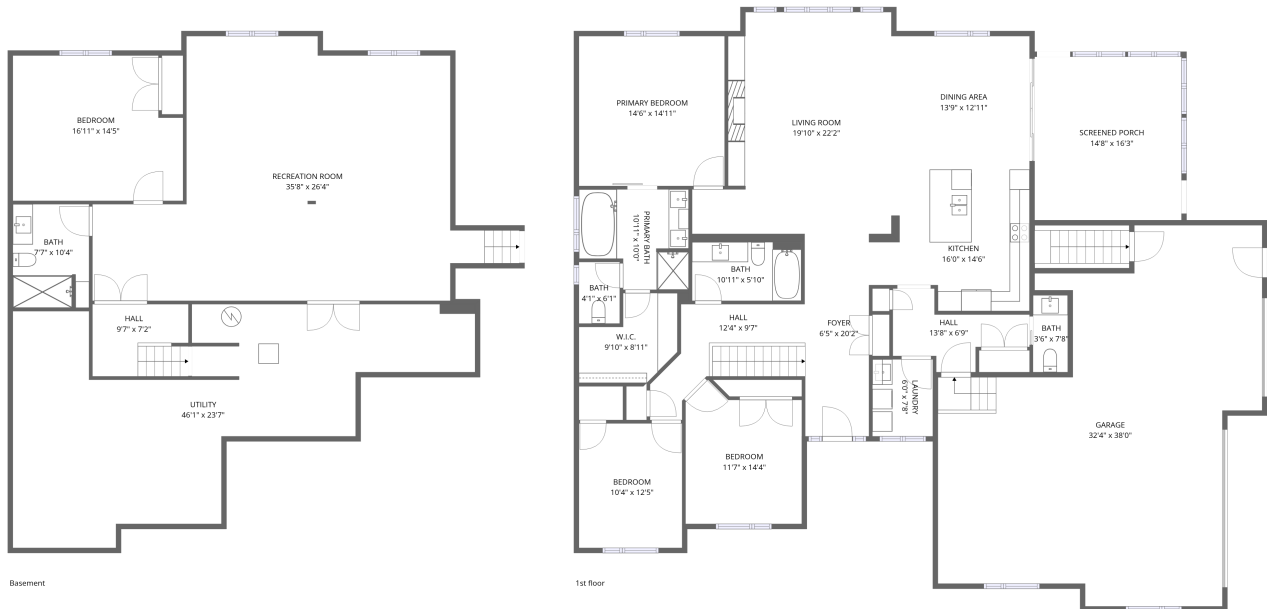 BEDROOM
16'11" x 14'5"
RECREATION ROOM
35'8" x 26'4"
BATH
7'7" x 10'4"
HALL
9'7" x 7'2"
UTILITY
46'1" x 23'7"
Basement
PRIMARY BEDROOM
14'6" x 14'11"
LIVING ROOM
19'10" x 22'2"
DINING AREA
13'9" x 12'11"
SCREENED PORCH
14'8" x 16'3"
PRIMARY BATH
10'11" x 10'0"
KITCHEN
16'0" x 14'6"
BATH
10'11" x 5'10"
BATH
4'1" x 6'1"
W.I.C.
9'10" x 8'11"
HALL
12'4" x 9'7"
FOYER
6'5" x 20'2"
HALL
13'8" x 6'9"
BATH
3'6" x 7'8"
LAUNDRY
6'0" x 7'8"
GARAGE
32'4" x 38'0"
BEDROOM
11'7" x 14'4"
BEDROOM
10'4" x 12'5"
1st floor